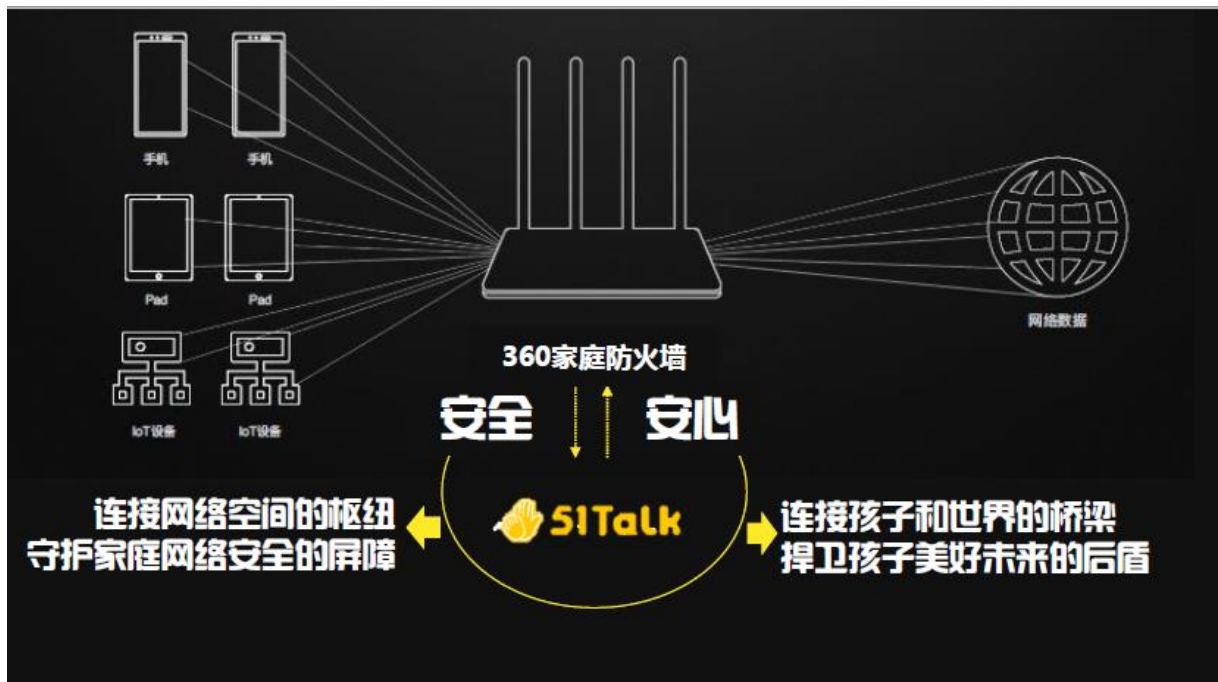 手机
手机
Pad
Pad
IoT设备
IoT设备
网络数据
360家庭防火墙
安全
安心
51Talk
连接网络空间的枢纽
守护家庭网络安全的屏障
连接孩子和世界的桥梁
捍卫孩子美好未来的后盾